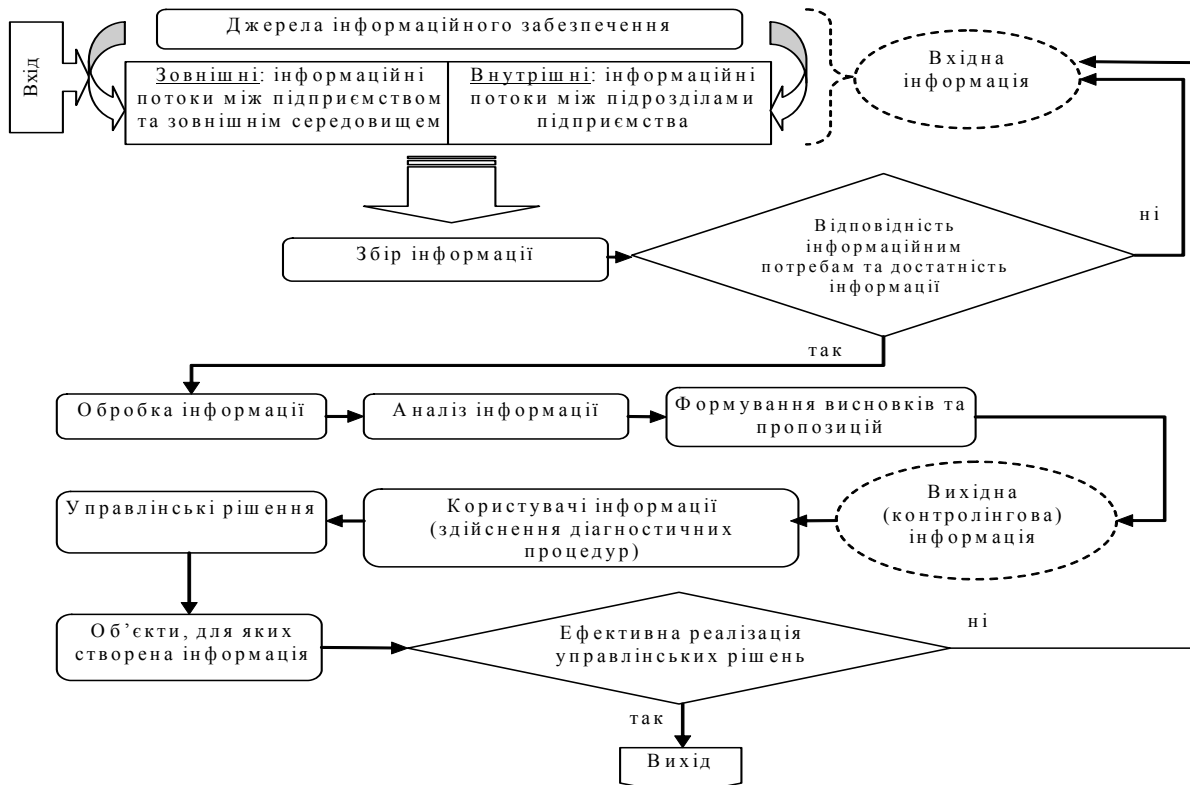 Джерела інформаційного забезпечення
Вхід
Зовнішні: інформаційні
потоки між підприємством
та зовнішнім середовищем
Внутрішні: інформаційні
потоки між підрозділами
підприємства
Вхідна
інформація
Збір інформації
Відповідність
інформаційним
потребам та достатність
інформації
ні
так
Обробка інформації
Аналіз інформації
Формування висновків та
пропозицій
Управлінські рішення
Користувачі інформації
(здійснення діагностичних
процедур)
Вихідна
(контролінгова)
інформація
Об’єкти, для яких
створена інформація
Ефективна реалізація
управлінських рішень
ні
так
Вихід